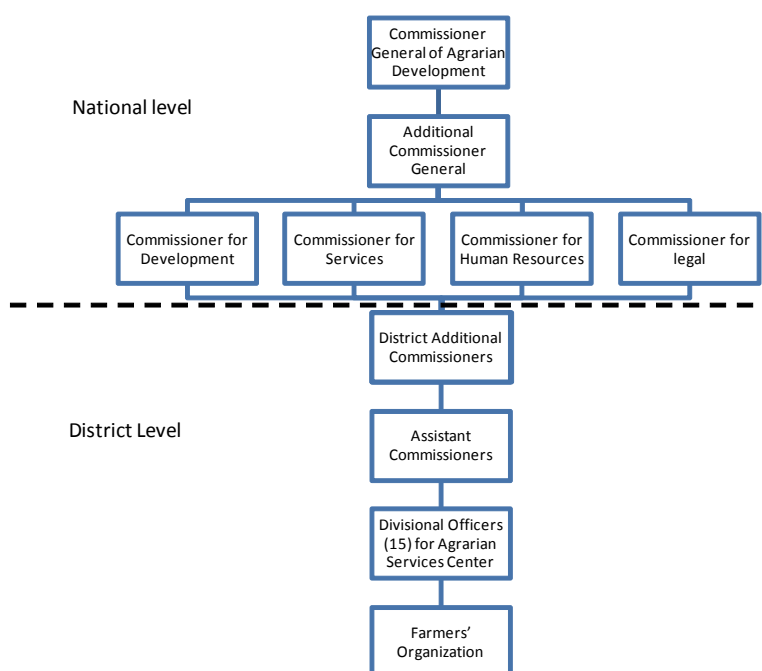 Commissioner
General of Agrarian
Development
National level
Additional
Commissioner
General
Commissioner for
Development
Commissioner for
Services
Commissioner for
Human Resources
Commissioner for
legal
District Additional
Commissioners
District Level
Assistant
Commissioners
Divisional Officers
(15) for Agrarian
Services Center
Farmers’
Organization